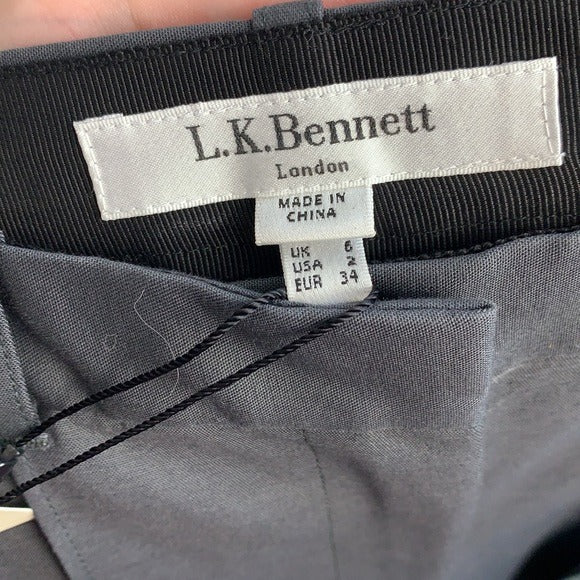 L.K.Bennett
London
MADE IN
CHINA
UK 6
USA 2
EUR 34